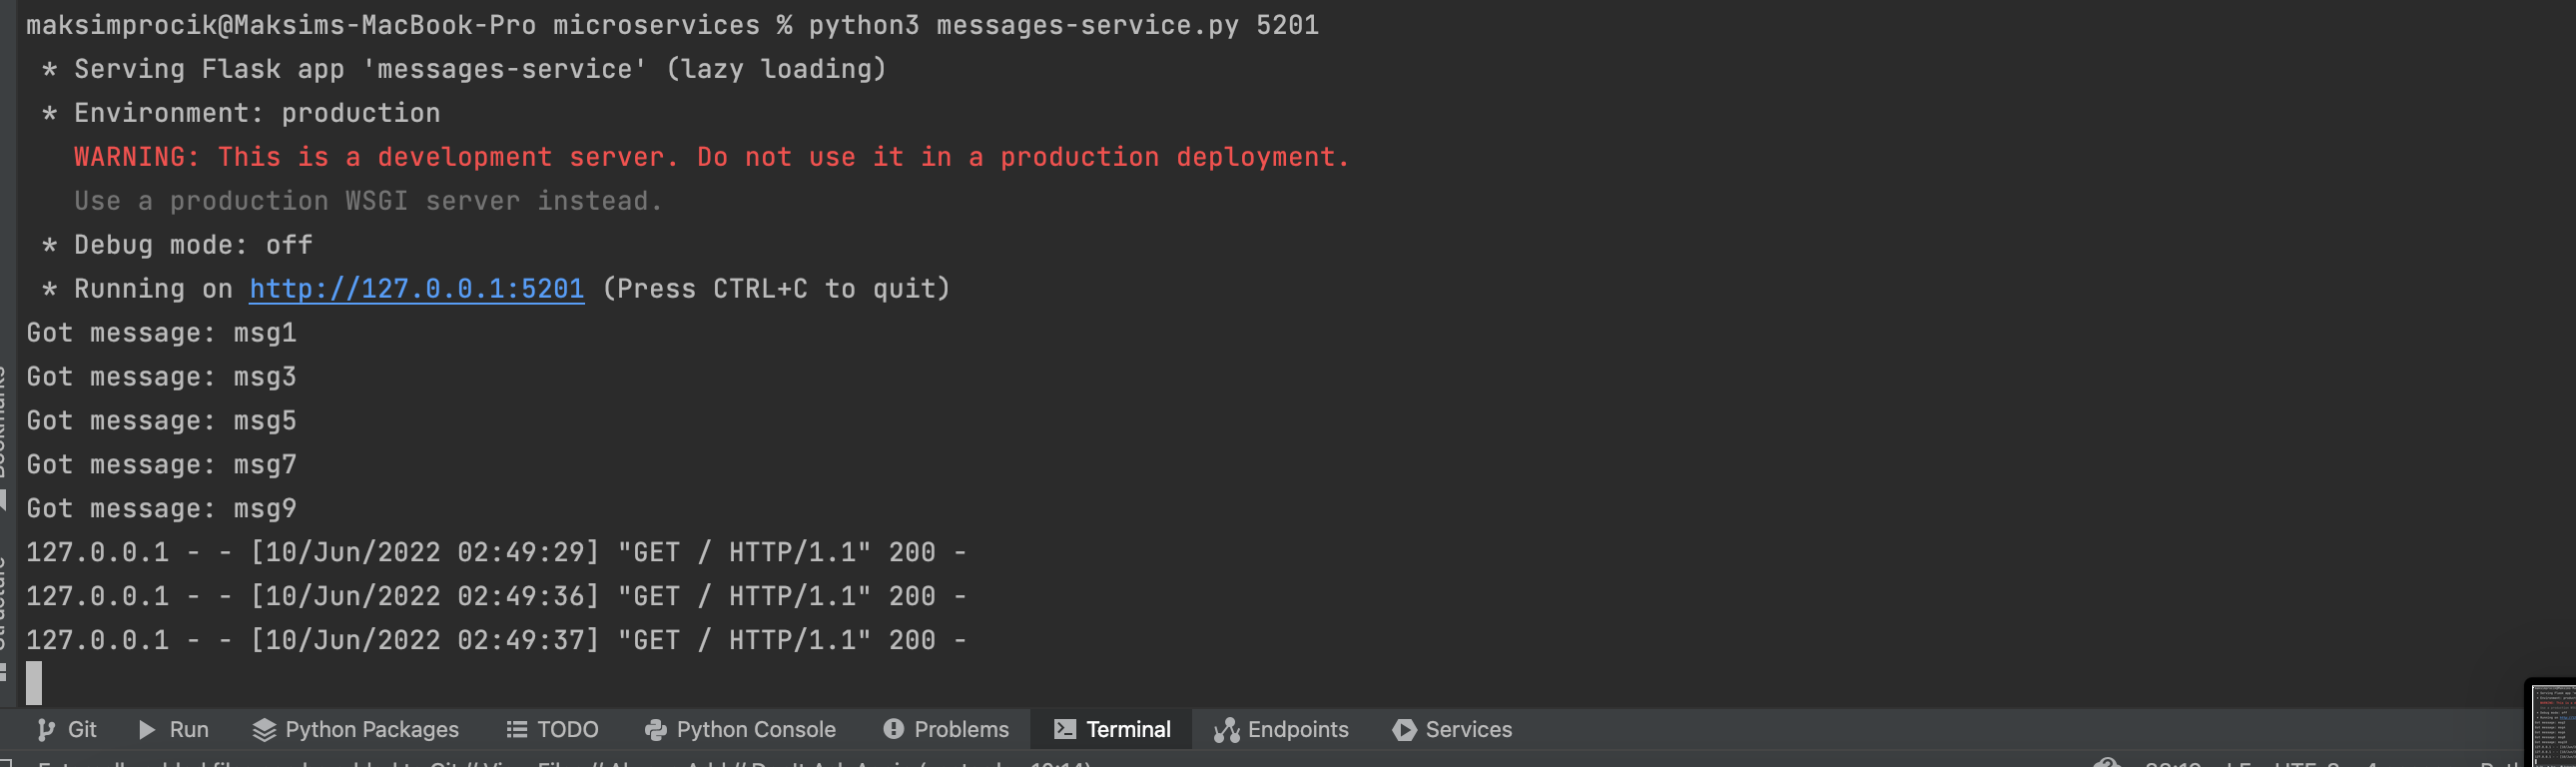 maksimprocik@Maksims-MacBook-Pro microservices % python3 messages-service.py 5201
* Serving Flask app 'messages-service' (lazy loading)
* Environment: production
WARNING: This is a development server. Do not use it in a production deployment.
Use a production WSGI server instead.
* Debug mode: off
* Running on http://127.0.0.1:5201 (Press CTRL+C to quit)
Got message: msg1
Got message: msg3
Got message: msg5
Got message: msg7
Got message: msg9
127.0.0.1 - - [10/Jun/2022 02:49:29] "GET / HTTP/1.1" 200 -
127.0.0.1 - - [10/Jun/2022 02:49:36] "GET / HTTP/1.1" 200 -
127.0.0.1 - - [10/Jun/2022 02:49:37] "GET / HTTP/1.1" 200 -
Git Run Python Packages TODO Python Console Problems Terminal Endpoints Services